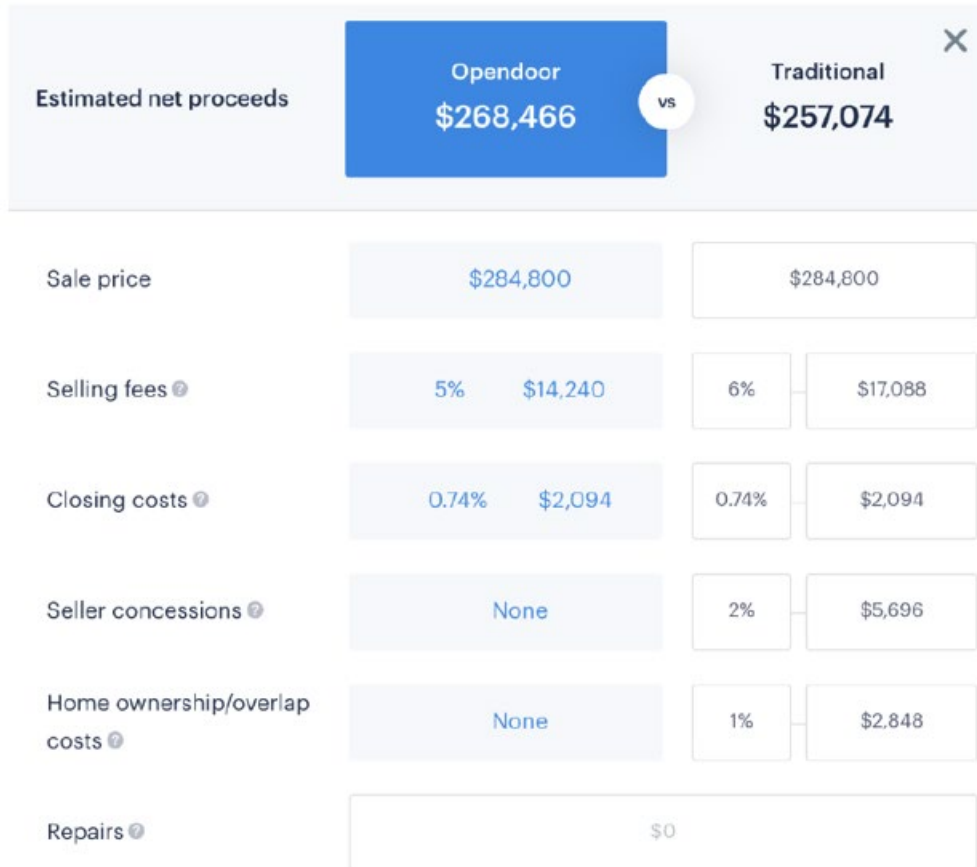 Estimated net proceeds
Opendoor
$268,466
vs
Traditional
$257,074
Sale price
$284,800
$284,800
Selling fees
5% $14,240
6% $17,088
Closing costs
0.74% $2,094
0.74% $2,094
Seller concessions
None
2% $5,696
Home ownership/overlap
costs
None
1% $2,848
Repairs
$0